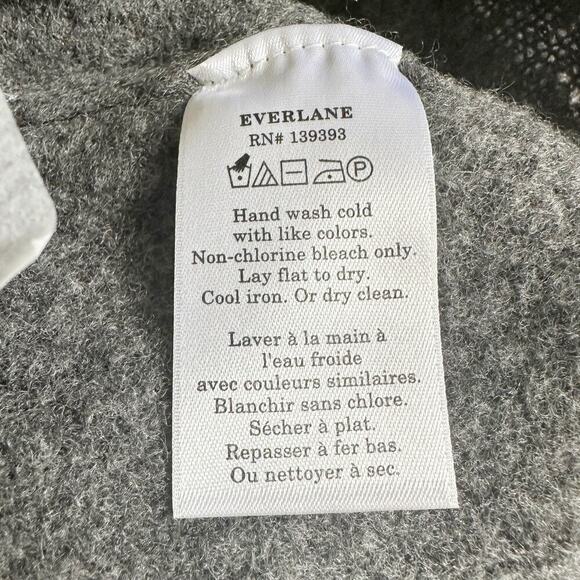 EVERLANE
RN# 139393
P
Hand wash cold
with like colors.
Non-chlorine bleach only.
Lay flat to dry.
Cool iron. Or dry clean.
Laver à la main à
l'eau froide
avec couleurs similaires.
Blanchir sans chlore.
Sécher à plat.
Repasser à fer bas.
Ou nettoyer à sec.